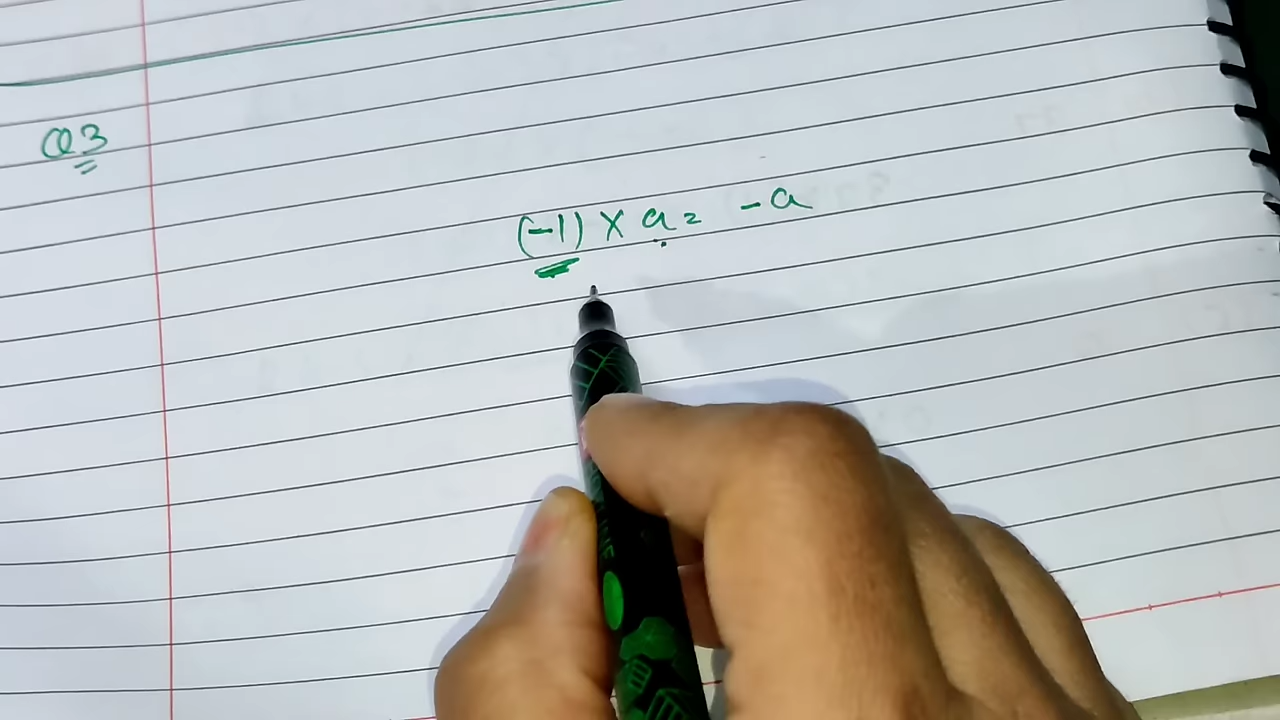 Q3
(-1) × a = -a